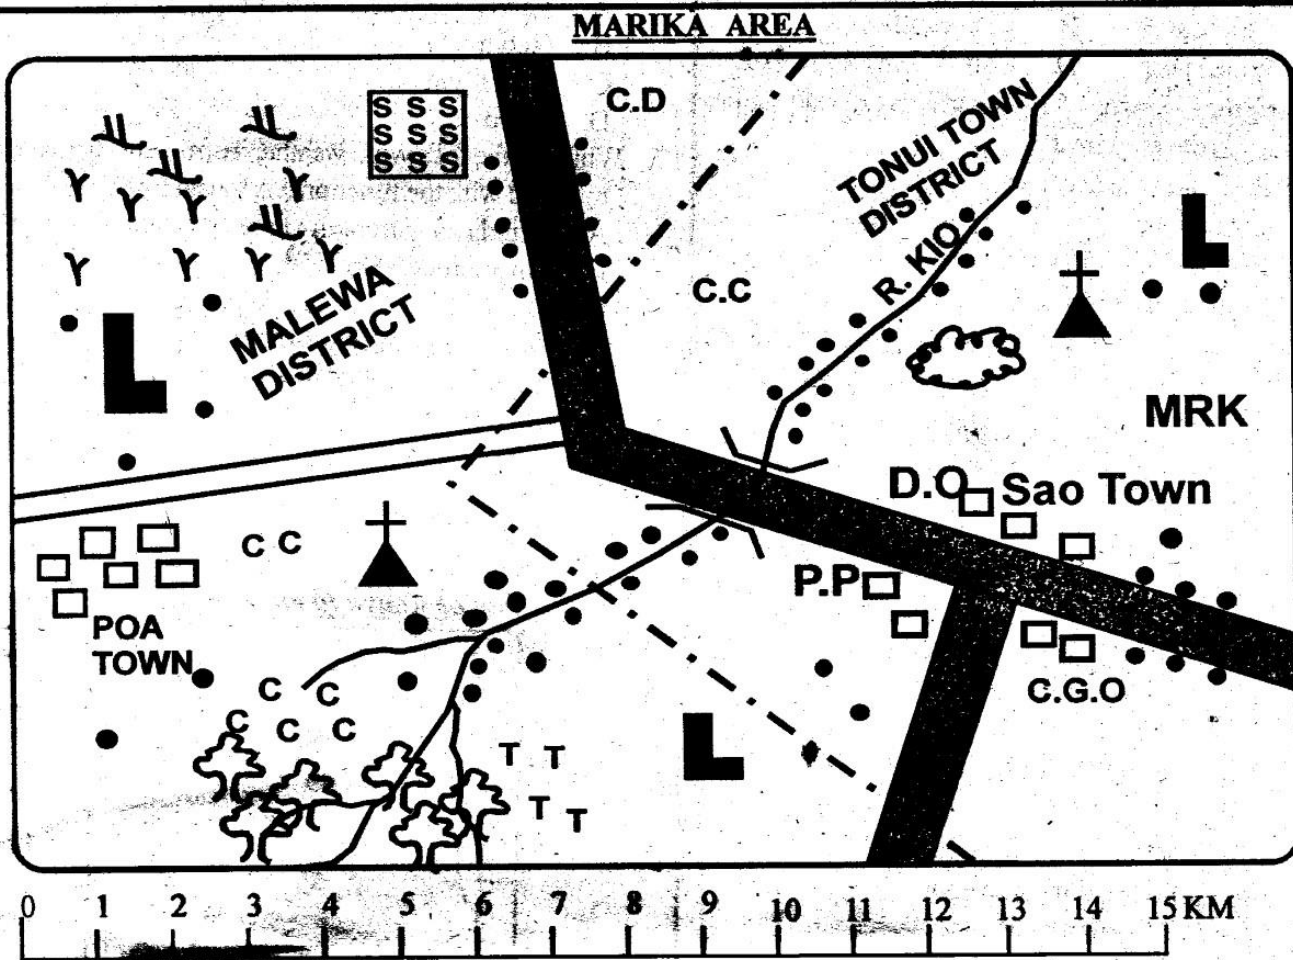 MARIKA AREA
C.D
S S S
S S S
S S S
TONUI TOWN
DISTRICT
R. KIO
C.C
MALEWA
DISTRICT
MRK
D.O
Sao Town
C C
P.P
POA
TOWN
C.G.O
C C
C C C
T T
T T
0 1 2 3 4 5 6 7 8 9 10 11 12 13 14 15 KM